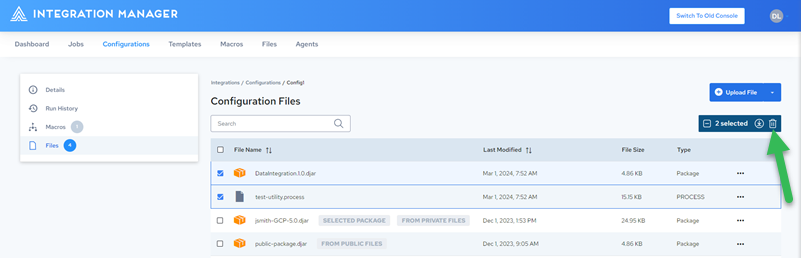 INTEGRATION MANAGER
Switch To Old Console
DL
Dashboard Jobs Configurations Templates Macros Files Agents
Integrations / Configurations / Config1
Details
Run History
Macros 1
Files 4
Configuration Files
Upload File
Search
2 selected
File Name Last Modified File Size Type
DataIntegration.1.0.djar Mar 1, 2024, 7:52 AM 4.86 KB Package
test-utility.process Mar 1, 2024, 7:52 AM 15.15 KB PROCESS
jsmith-GCP-5.0.djar SELECTED PACKAGE FROM PRIVATE FILES Dec 1, 2023, 1:53 PM 24.95 KB Package
public-package.djar FROM PUBLIC FILES Dec 1, 2023, 9:05 AM 4.86 KB Package